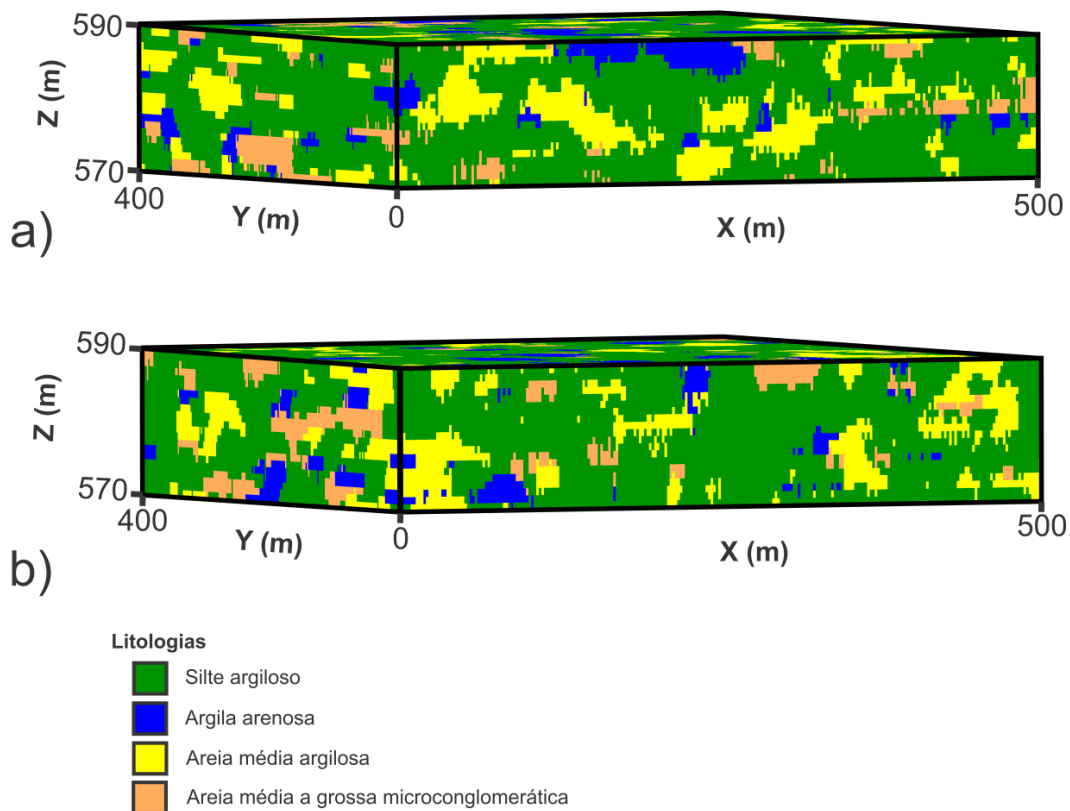 590
Z (m)
570
400
Y (m)
0
X (m)
500
a)
590
Z (m)
570
400
Y (m)
0
X (m)
500
b)
Litologias
Silte argiloso
Argila arenosa
Areia média argilosa
Areia média a grossa microconglomerática